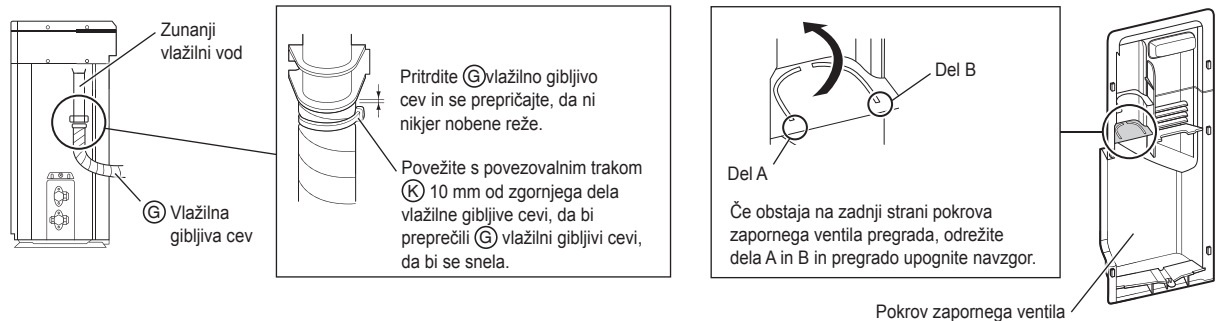 Zunanji
vlažilni vod
Ⓖ Vlažilna
gibljiva cev
Pritrdite Ⓖvlažilno gibljivo
cev in se prepričajte, da ni
nikjer nobene reže.
Povežite s povezovalnim trakom
Ⓚ 10 mm od zgornjega dela
vlažilne gibljive cevi, da bi
preprečili Ⓖ vlažilni gibljivi cevi,
da bi se snela.
Del B
Del A
Če obstaja na zadnji strani pokrova
zapornega ventila pregrada, odrežite
dela A in B in pregrado upognite navzgor.
Pokrov zapornega ventila